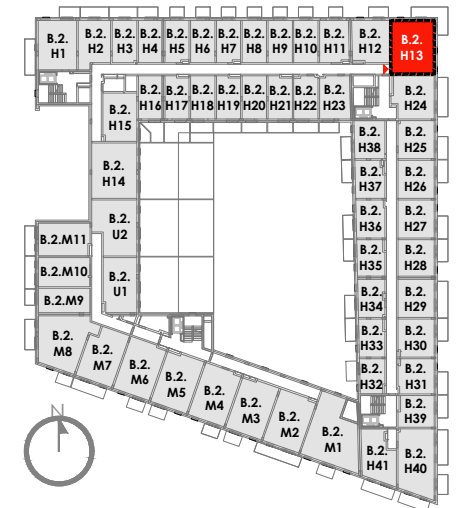 B.2.
H1
B.2.
H2
B.2.
H3
B.2.
H4
B.2.
H5
B.2.
H6
B.2.
H7
B.2.
H8
B.2.
H9
B.2.
H10
B.2.
H11
B.2.
H12
B.2.
H13
B.2.
H15
B.2.
H16
B.2.
H17
B.2.
H18
B.2.
H19
B.2.
H20
B.2.
H21
B.2.
H22
B.2.
H23
B.2.
H24
B.2.
H38
B.2.
H25
B.2.
H14
B.2.
H37
B.2.
H26
B.2.
U2
B.2.
H36
B.2.
H27
B.2.M11
B.2.
H35
B.2.
H28
B.2.M10
B.2.
U1
B.2.
H34
B.2.
H29
B.2.M9
B.2.
H33
B.2.
H30
B.2.
M8
B.2.
M7
B.2.
M6
B.2.
M5
B.2.
M4
B.2.
M3
B.2.
M2
B.2.
M1
B.2.
H32
B.2.
H31
B.2.
H39
B.2.
H41
B.2.
H40
N